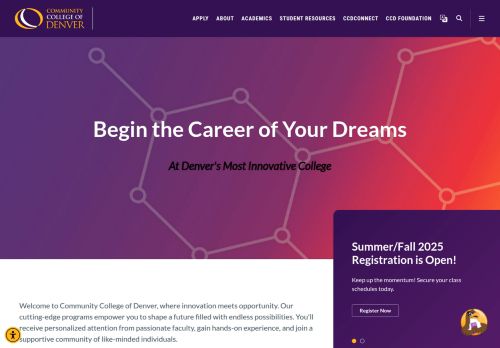 COMMUNITY
COLLEGE OF
DENVER
APPLY ABOUT ACADEMICS STUDENT RESOURCES CCDCONNECT CCD FOUNDATION
Begin the Career of Your Dreams
At Denver's Most Innovative College
Summer/Fall 2025
Registration is Open!
Keep up the momentum! Secure your class
schedules today.
Register Now
Welcome to Community College of Denver, where innovation meets opportunity. Our
cutting-edge programs empower you to shape a future filled with endless possibilities. You'll
receive personalized attention from passionate faculty, gain hands-on experience, and join a
supportive community of like-minded individuals.